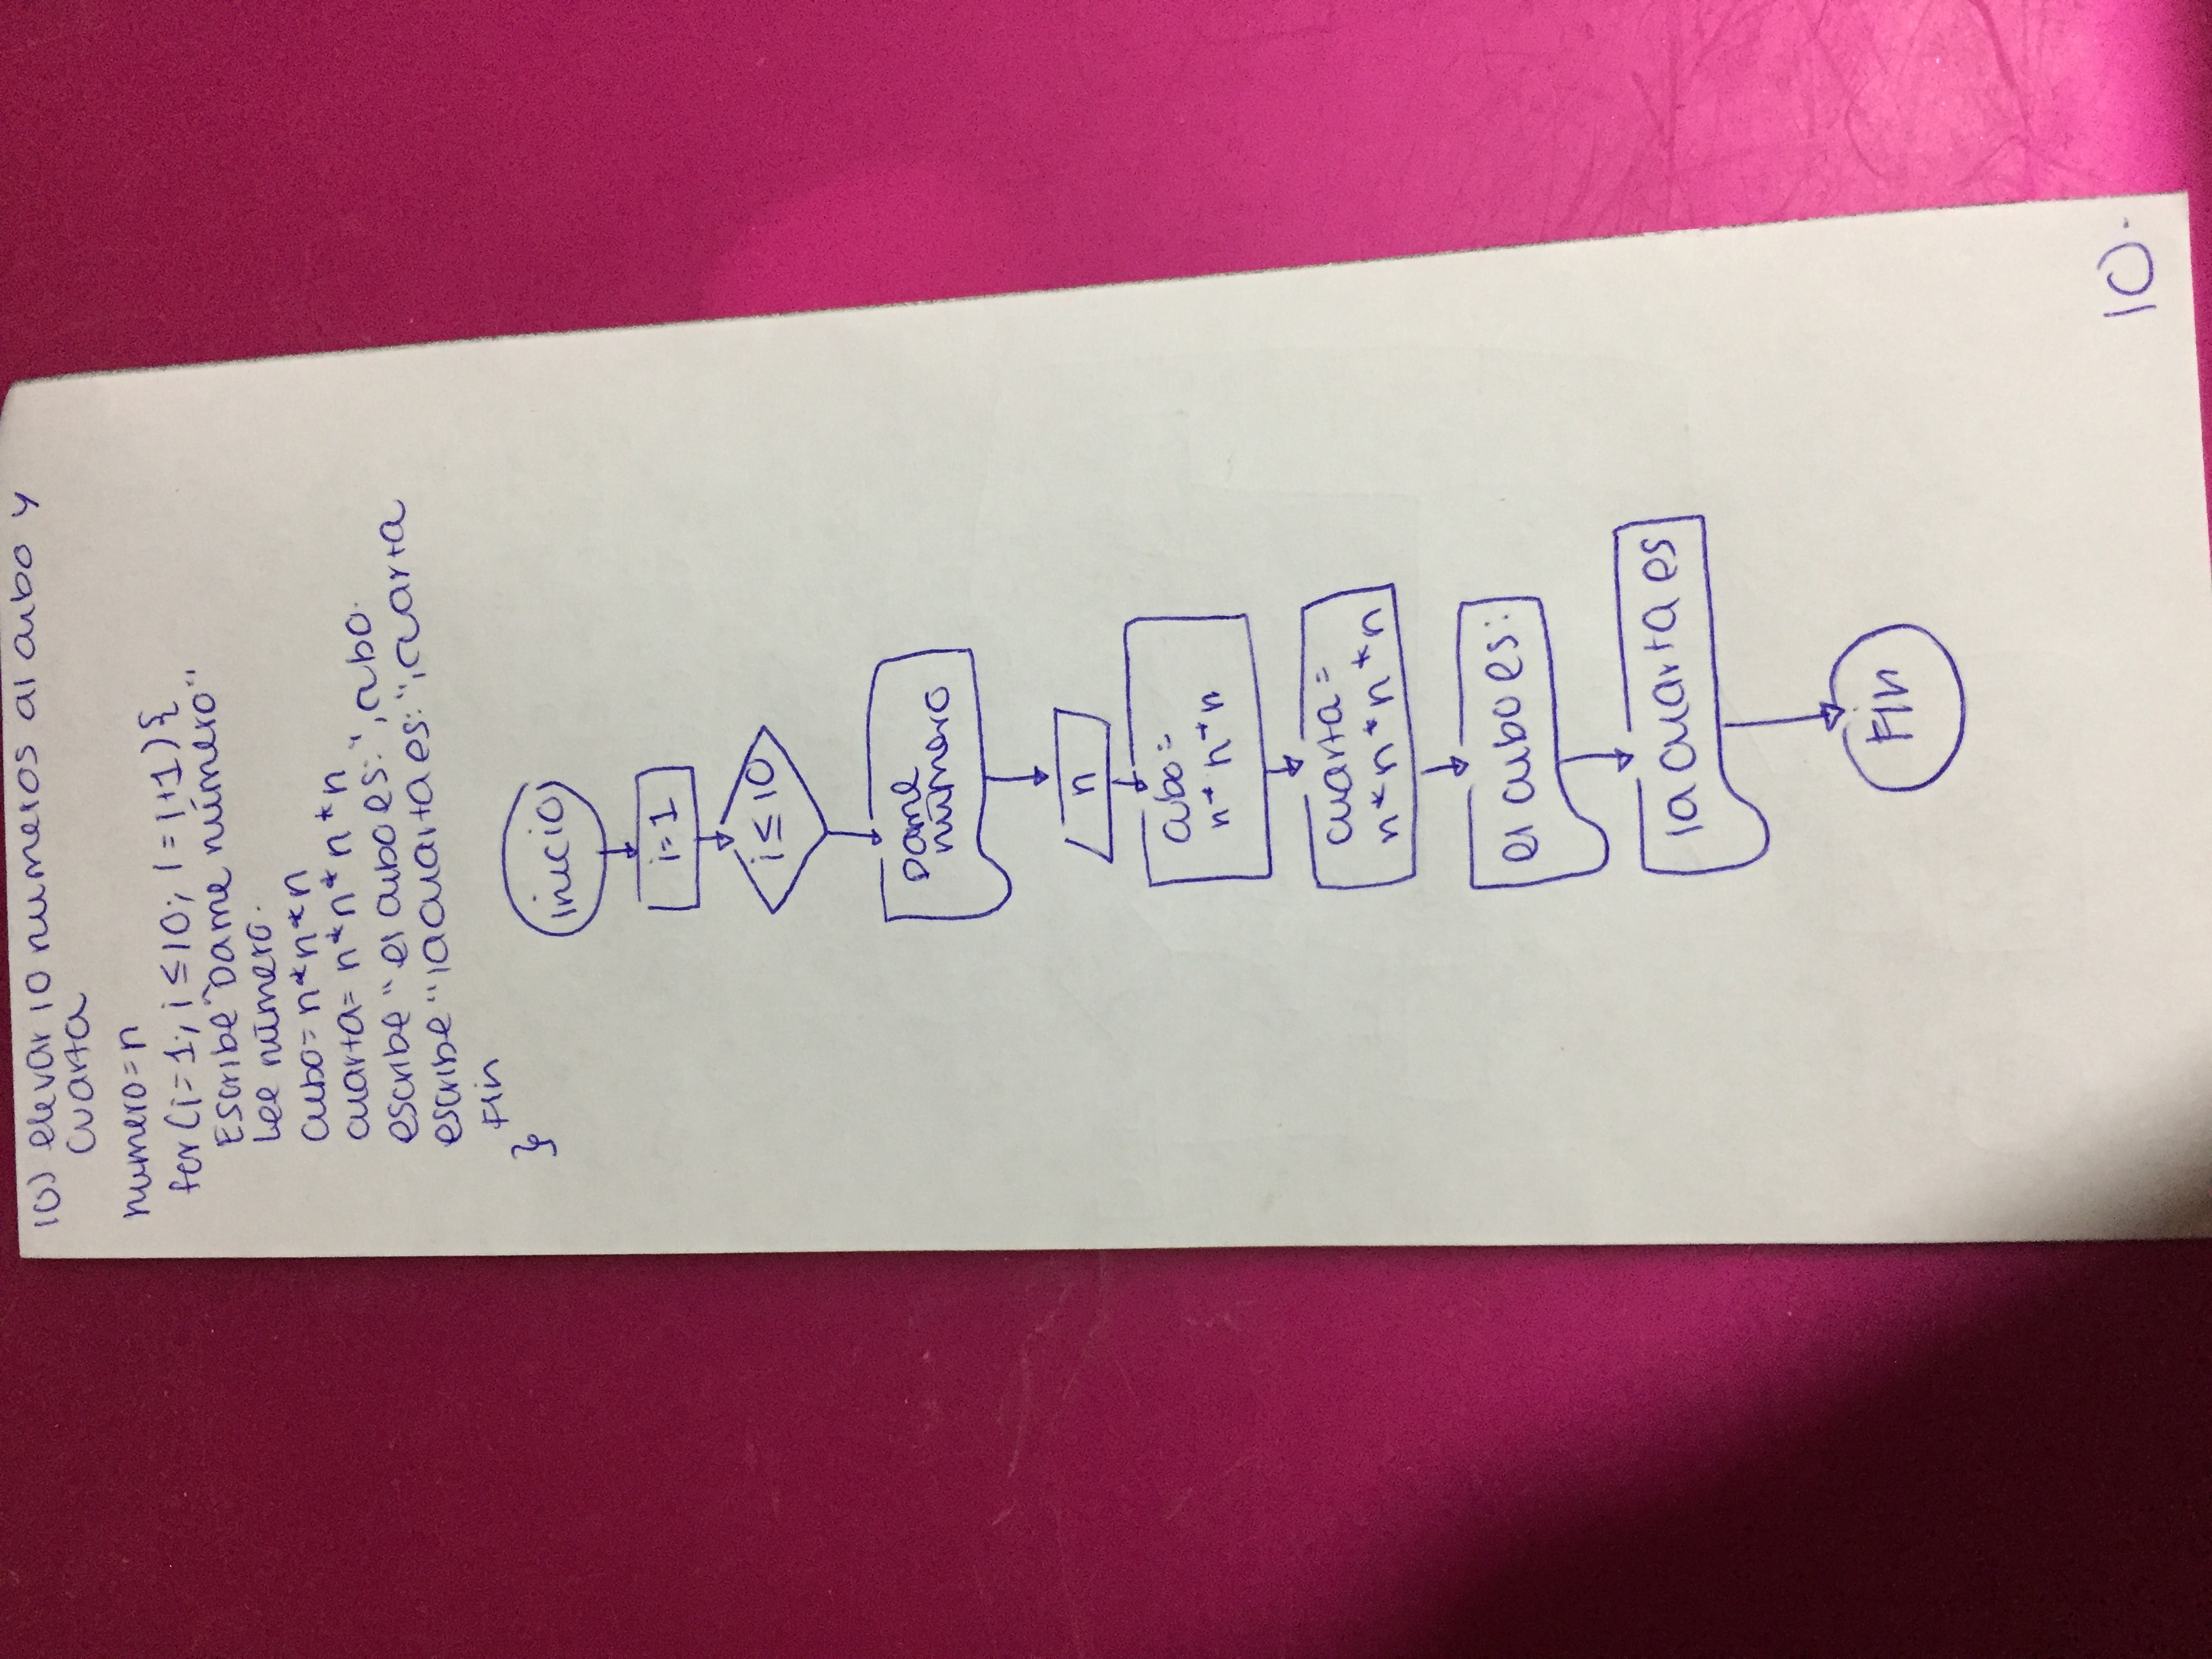 10) elevar 10 numeros al cubo y
cuarta
numero=n
for(i=1; i≤10; i=i+1){
Escribe "Dame número"
Lee número.
cubo= n*n*n
cuarta= n*n*n*n
escribe "el cubo es:", cubo.
escribe "la cuarta es:", cuarta
Fin
}
inicio
i=1
i≤10
Dame
número
n
cubo=
n*n*n
cuarta=
n*n*n*n
el cubo es:
la cuarta es
Fin
10.